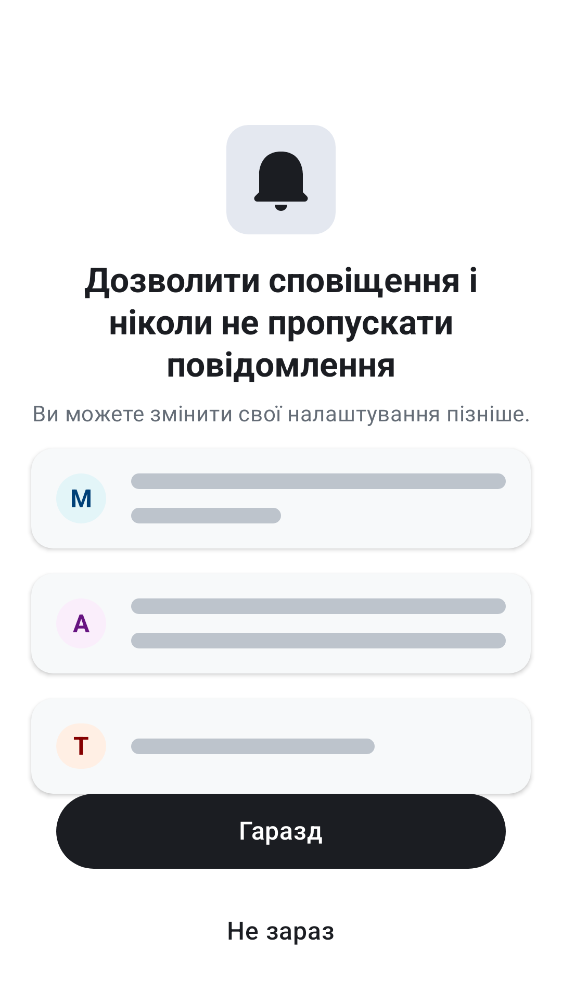 Дозволити сповіщення і
ніколи не пропускати
повідомлення
Ви можете змінити свої налаштування пізніше.
M
A
T
Гаразд
Не зараз